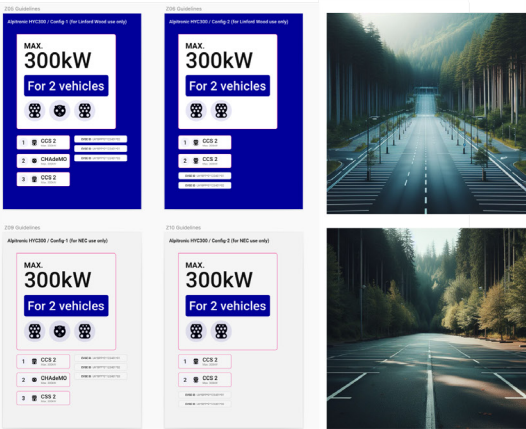 Z05 Guidelines
Alpitronic HYC300 / Config-1 (for Linford Wood use only)
MAX.
300kW
For 2 vehicles
1 CCS 2
2 CHAdeMO
3 CCS 2
Z06 Guidelines
Alpitronic HYC300 / Config-2 (for Linford Wood use only)
MAX.
300kW
For 2 vehicles
1 CCS 2
2 CCS 2
Z09 Guidelines
Alpitronic HYC300 / Config-1 (for NEC use only)
MAX.
300kW
For 2 vehicles
1 CCS 2
2 CHAdeMO
3 CSS 2
Z10 Guidelines
Alpitronic HYC300 / Config-2 (for NEC use only)
MAX.
300kW
For 2 vehicles
1 CCS 2
2 CCS 2